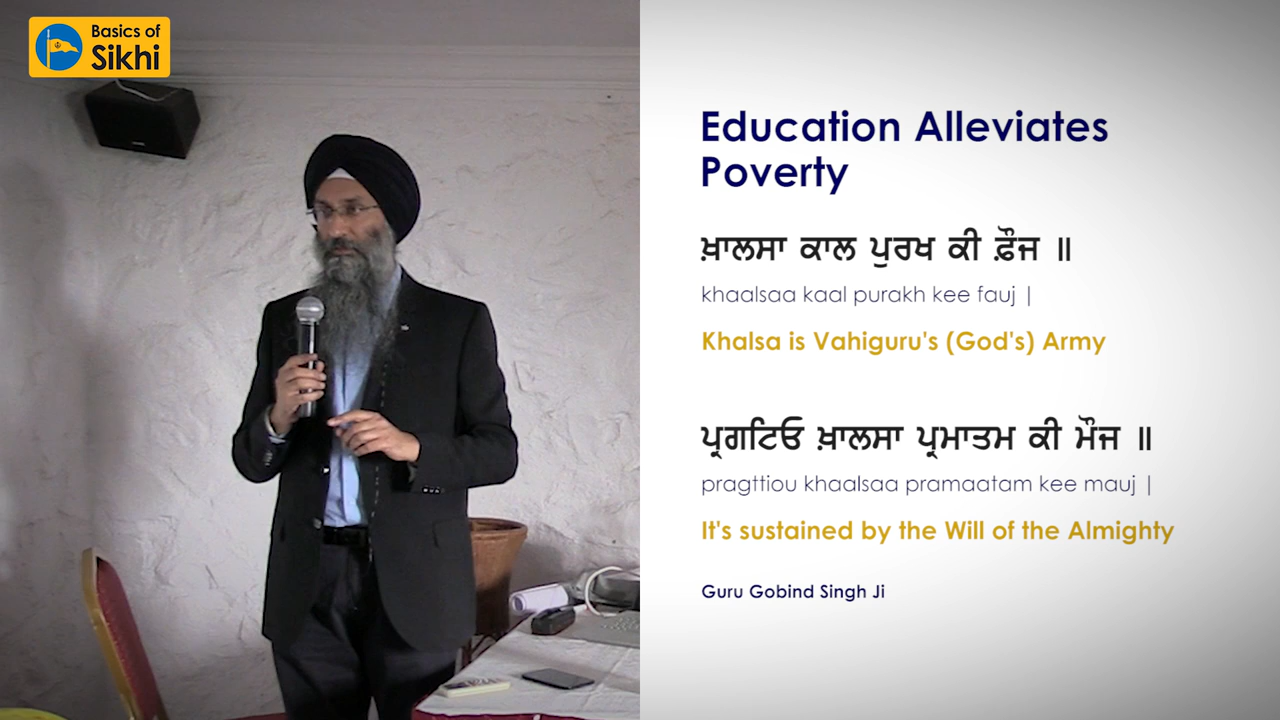 Basics of
Sikhi
Education Alleviates
Poverty
ਖ਼ਾਲਸਾ ਕਾਲ ਪੁਰਖ ਕੀ ਫ਼ੌਜ ॥
khaalsaa kaal purakh kee fauj |
Khalsa is Vahiguru's (God's) Army
ਪ੍ਰਗਟਿਓ ਖ਼ਾਲਸਾ ਪ੍ਰਮਾਤਮ ਕੀ ਮੌਜ ॥
pragttiou khaalsaa pramaatam kee mauj |
It's sustained by the Will of the Almighty
Guru Gobind Singh Ji